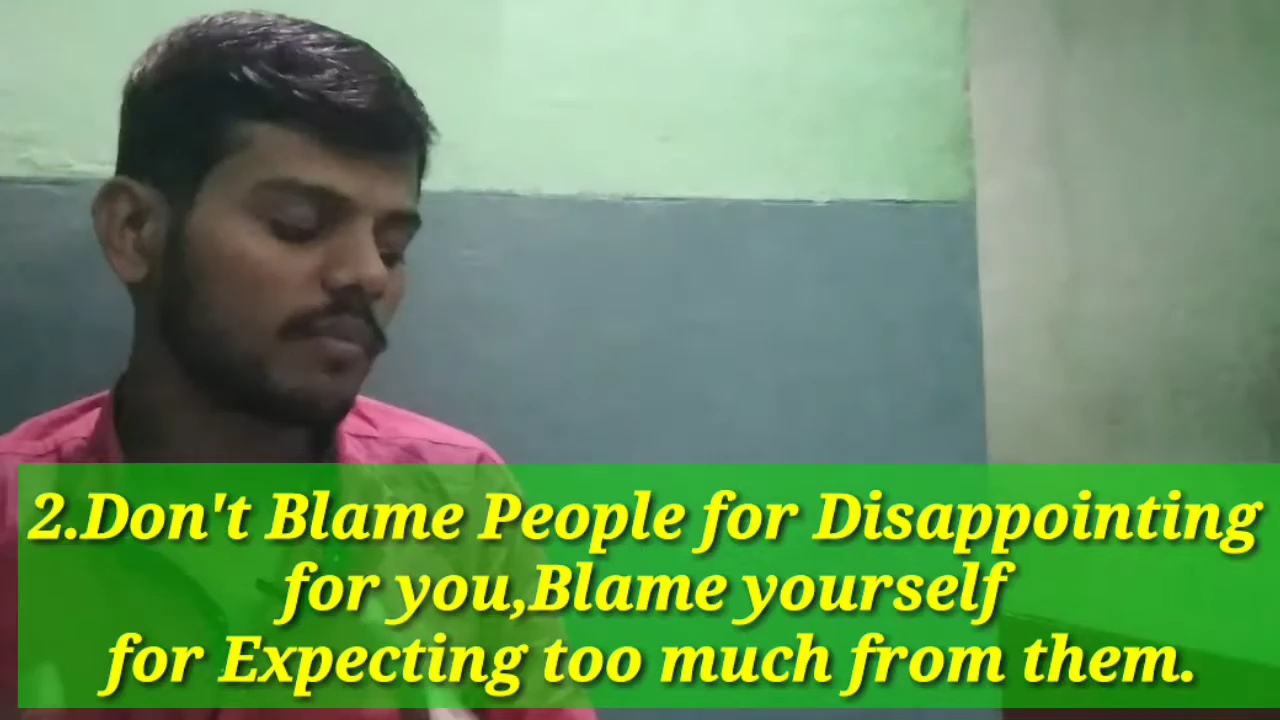 2.Don't Blame People for Disappointing
for you,Blame yourself
for Expecting too much from them.